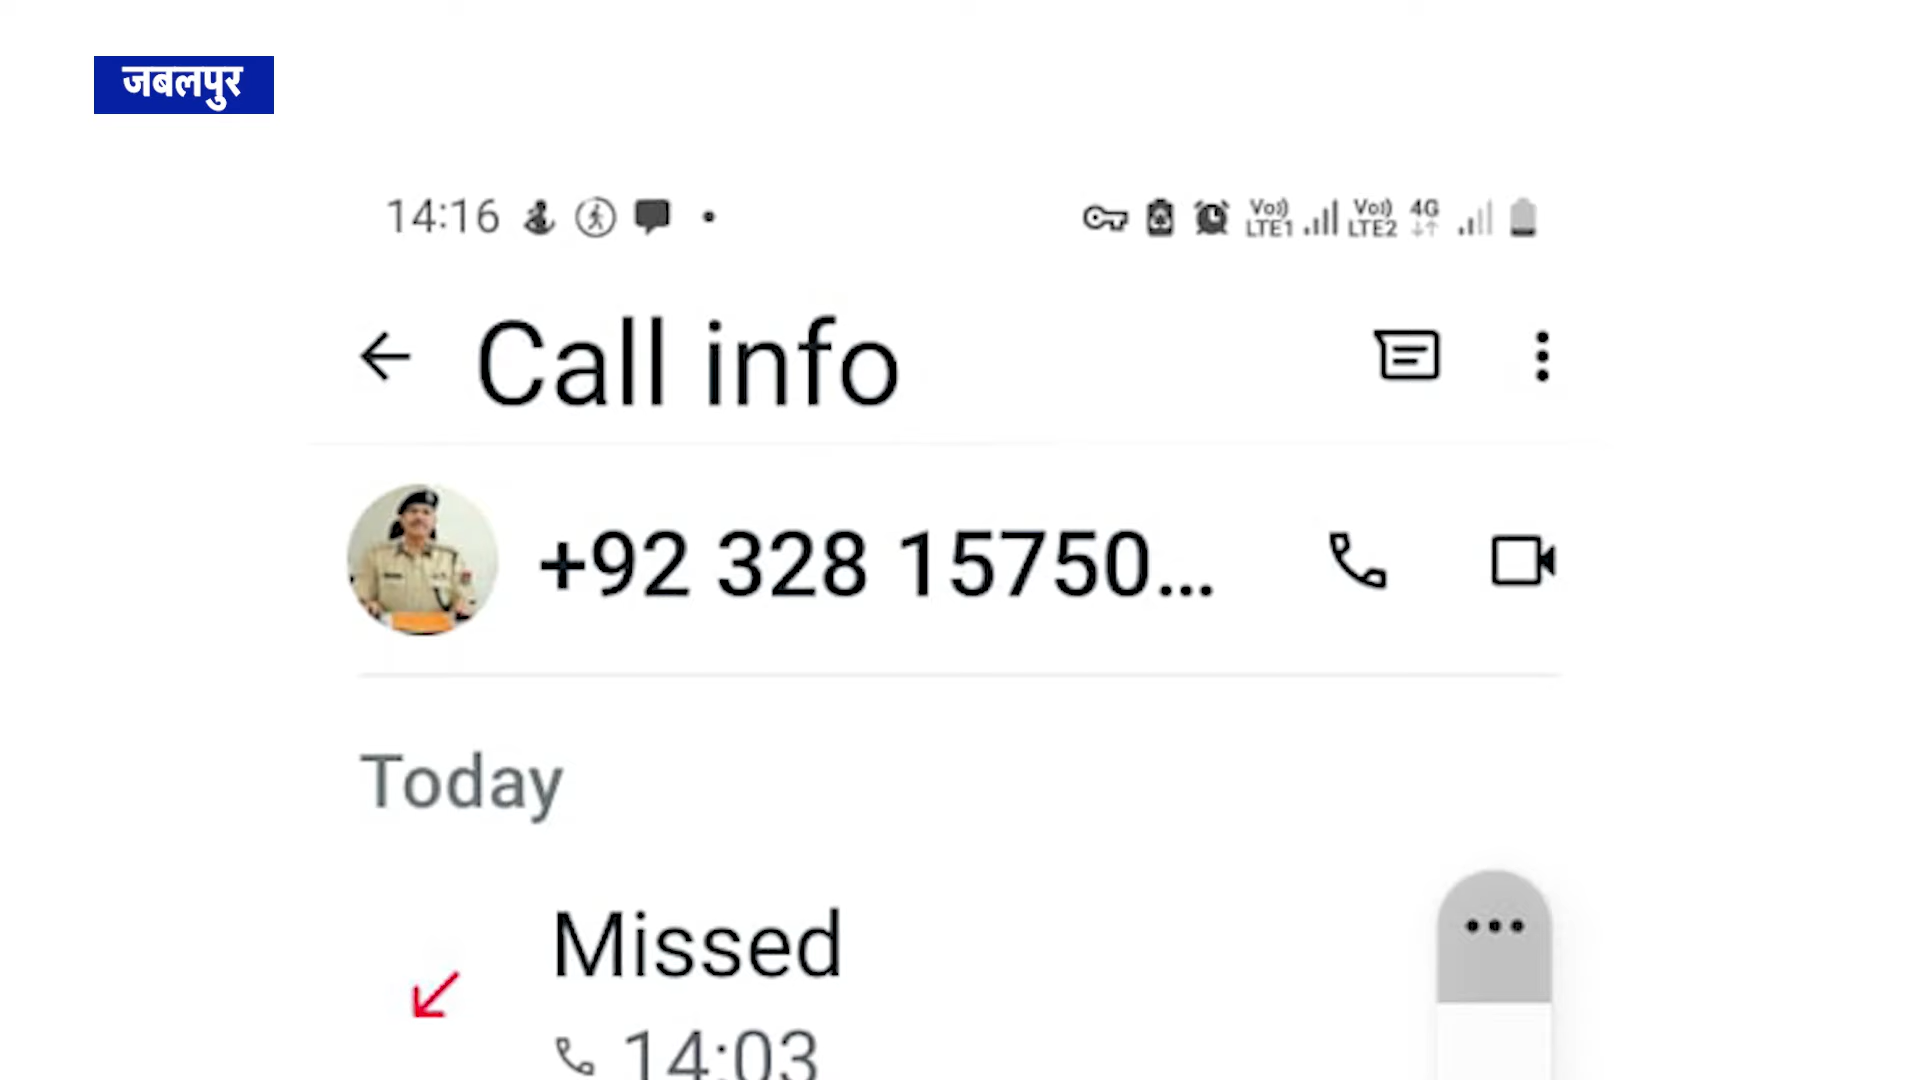 जबलपुर
14:16
Vo)) LTE1 Vo)) LTE2 4G
Call info
+92 328 15750...
Today
Missed
14:03